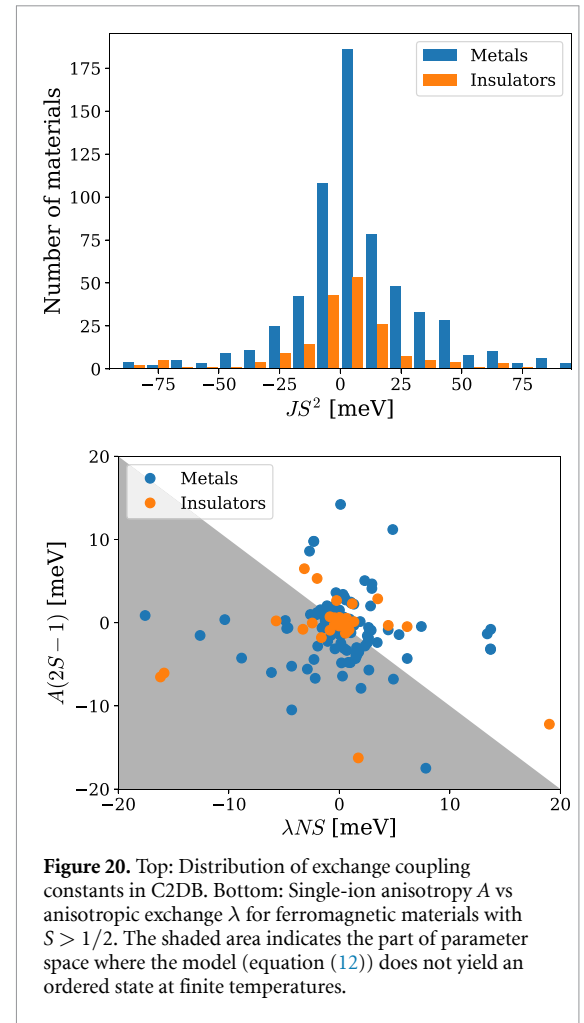 175
150
125
100
75
50
25
0
Number of materials
Metals
Insulators
−75 −50 −25 0 25 50 75
JS² [meV]
20
10
0
−10
−20
A(2S − 1) [meV]
Metals
Insulators
−20 −10 0 10 20
λNS [meV]
Figure 20. Top: Distribution of exchange coupling
constants in C2DB. Bottom: Single-ion anisotropy A vs
anisotropic exchange λ for ferromagnetic materials with
S > 1/2. The shaded area indicates the part of parameter
space where the model (equation (12)) does not yield an
ordered state at finite temperatures.